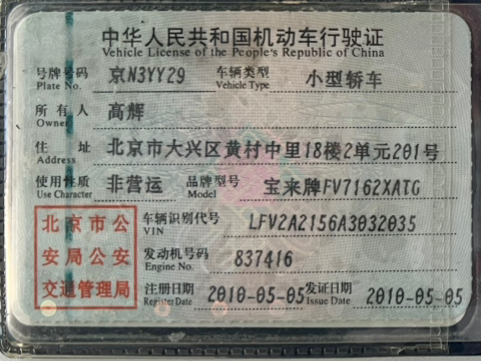 中华人民共和国机动车行驶证
Vehicle License of the People's Republic of China
号牌号码 京N3YY29 车辆类型 小型轿车
Plate No. Vehicle Type
所有人 高辉
Owner
住址 北京市大兴区黄村中里18楼2单元201号
Address
使用性质 非营运 品牌型号 宝来牌FV7162XATG
Use Character Model
北京市公安局公安交通管理局
车辆识别代号 LFV2A2156A3032035
VIN
发动机号码 837416
Engine No.
注册日期 2010-05-05 发证日期 2010-05-05
Register Date Issue Date